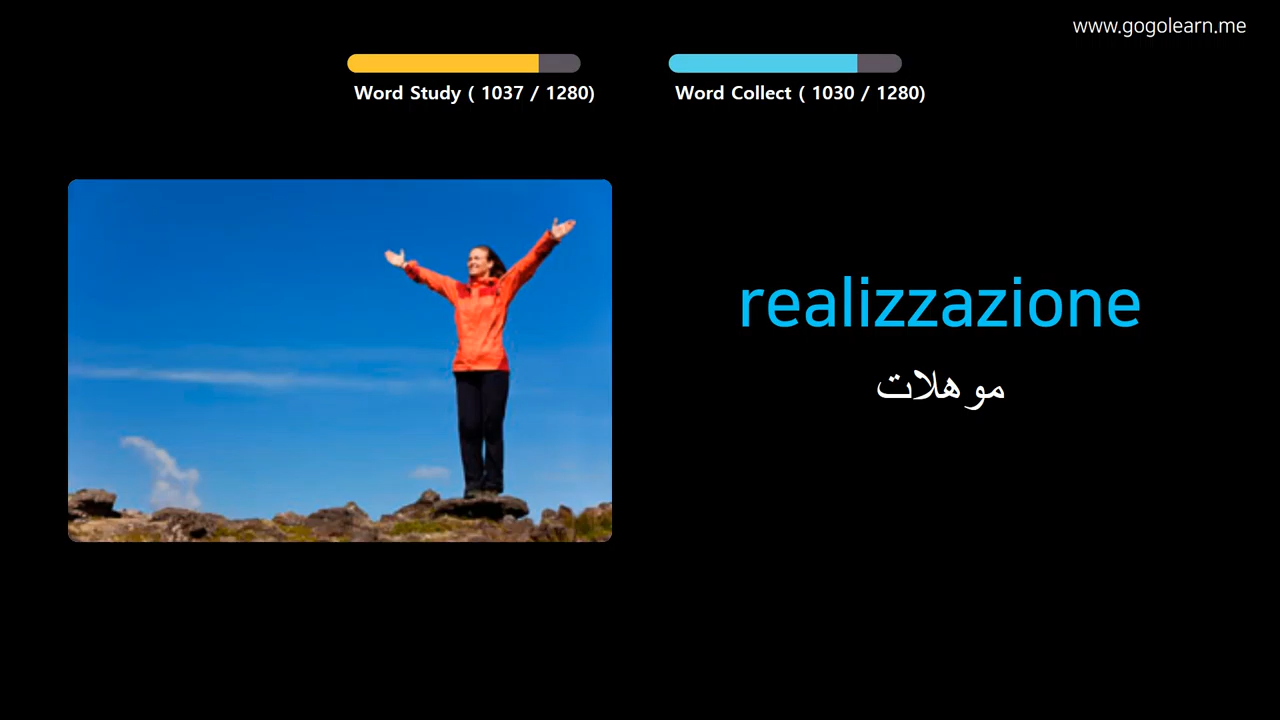 www.gogolearn.me
Word Study ( 1037 / 1280)
Word Collect ( 1030 / 1280)
realizzazione
موهلات